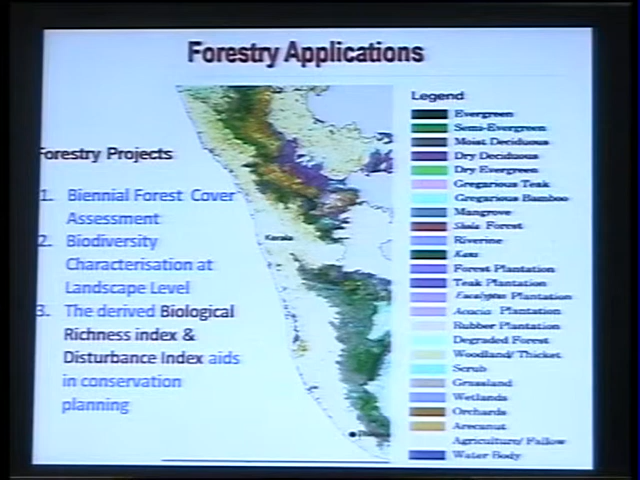 Forestry Applications
Forestry Projects
1. Biennial Forest Cover
Assessment
2. Biodiversity
Characterisation at
Landscape Level
3. The derived Biological
Richness index &
Disturbance Index aids
in conservation
planning
Kerala
Legend
Evergreen
Semi-Evergreen
Moist Deciduous
Dry Deciduous
Dry Evergreen
Gregarious Teak
Gregarious Bamboo
Mangrove
Shola Forest
Riverine
Kans
Forest Plantation
Teak Plantation
Eucalyptus Plantation
Acacia Plantation
Rubber Plantation
Degraded Forest
Woodland/ Thicket
Scrub
Grassland
Wetlands
Orchards
Arecanut
Agriculture/ Fallow
Water Body